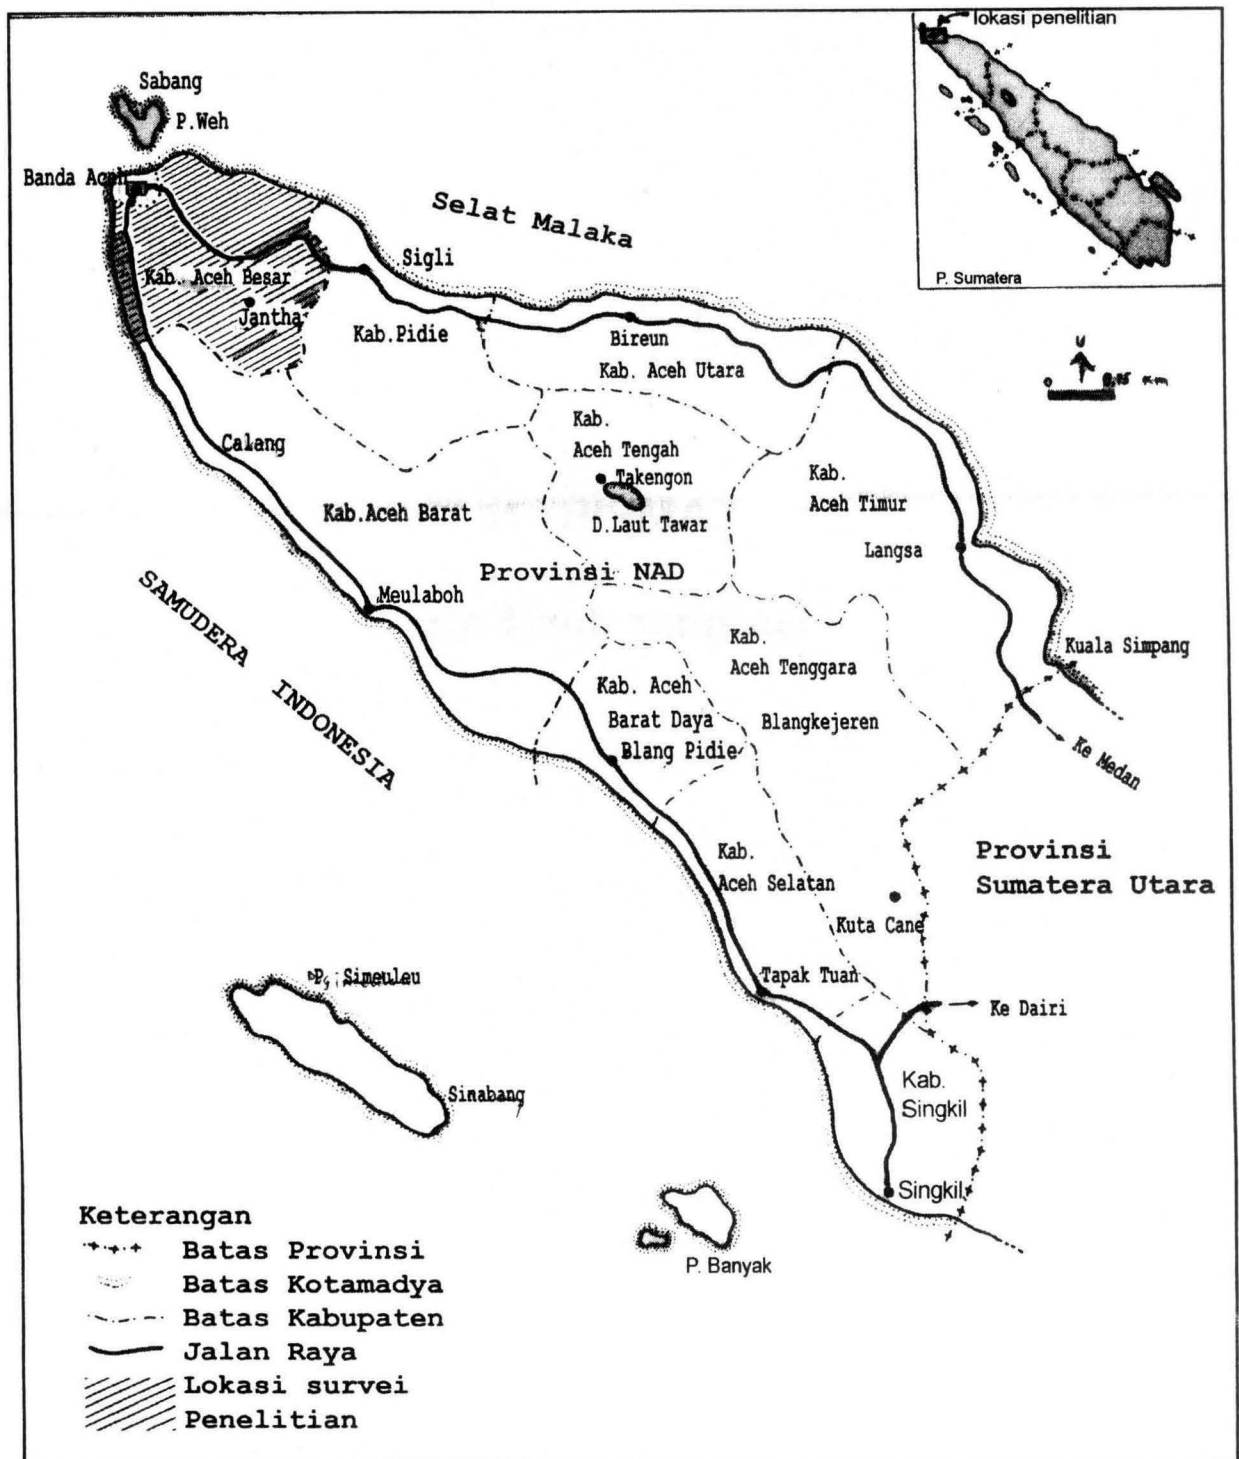 lokasi penelitian
P. Sumatera
Sabang
P.Weh
Banda Aceh
Selat Malaka
Sigli
Kab. Aceh Besar
Jantha
Kab.Pidie
Bireun
Kab. Aceh Utara
U
0
km
Kab.
Aceh Tengah
Takengon
D.Laut Tawar
Calang
Kab.
Aceh Timur
Kab.Aceh Barat
Langsa
Provinsi NAD
Meulaboh
SAMUDERA INDONESIA
Kab.
Aceh Tenggara
Kuala Simpang
Kab. Aceh
Barat Daya
Blang Pidie
Blangkejeren
Ke Medan
Provinsi
Sumatera Utara
Kab.
Aceh Selatan
Kuta Cane
Tapak Tuan
Ke Dairi
P. Simeuleu
Sinabang
Kab.
Singkil
Singkil
P. Banyak
Keterangan
Batas Provinsi
Batas Kotamadya
Batas Kabupaten
Jalan Raya
Lokasi survei
Penelitian